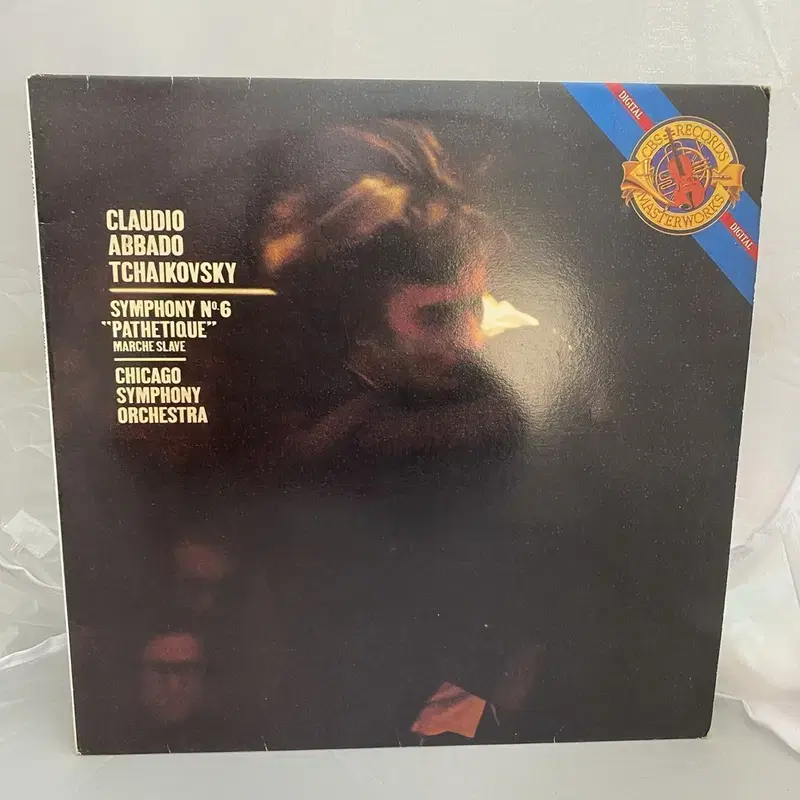 CLAUDIO
ABBADO
TCHAIKOVSKY
SYMPHONY Nº.6
"PATHETIQUE"
MARCHE SLAVE
CHICAGO
SYMPHONY
ORCHESTRA
DIGITAL
CBS RECORDS
MASTERWORKS
DIGITAL